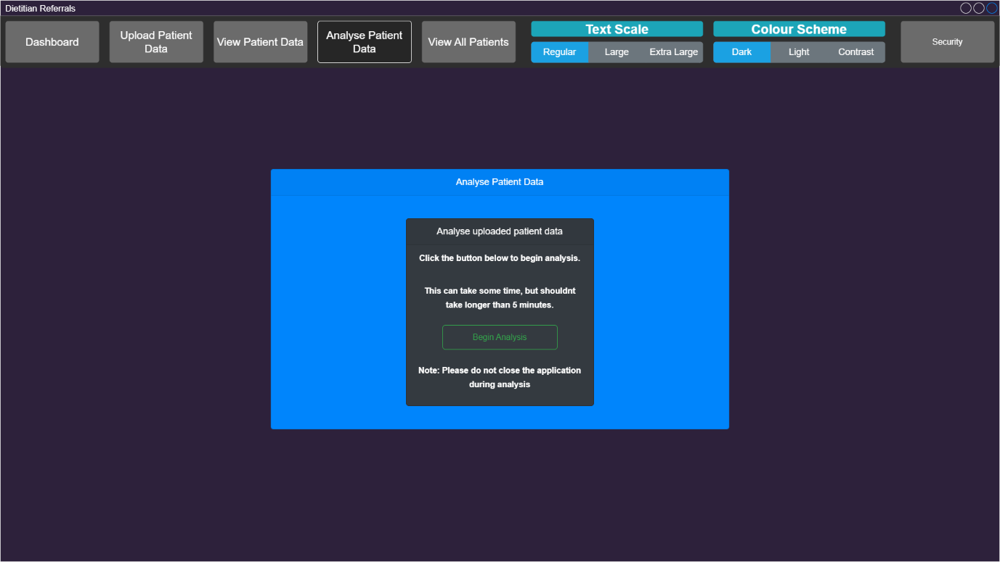 Dietitian Referrals
Dashboard
Upload Patient
Data
View Patient Data
Analyse Patient
Data
View All Patients
Text Scale
Regular Large Extra Large
Colour Scheme
Dark Light Contrast
Security
Analyse Patient Data
Analyse uploaded patient data
Click the button below to begin analysis.
This can take some time, but shouldnt
take longer than 5 minutes.
Begin Analysis
Note: Please do not close the application
during analysis